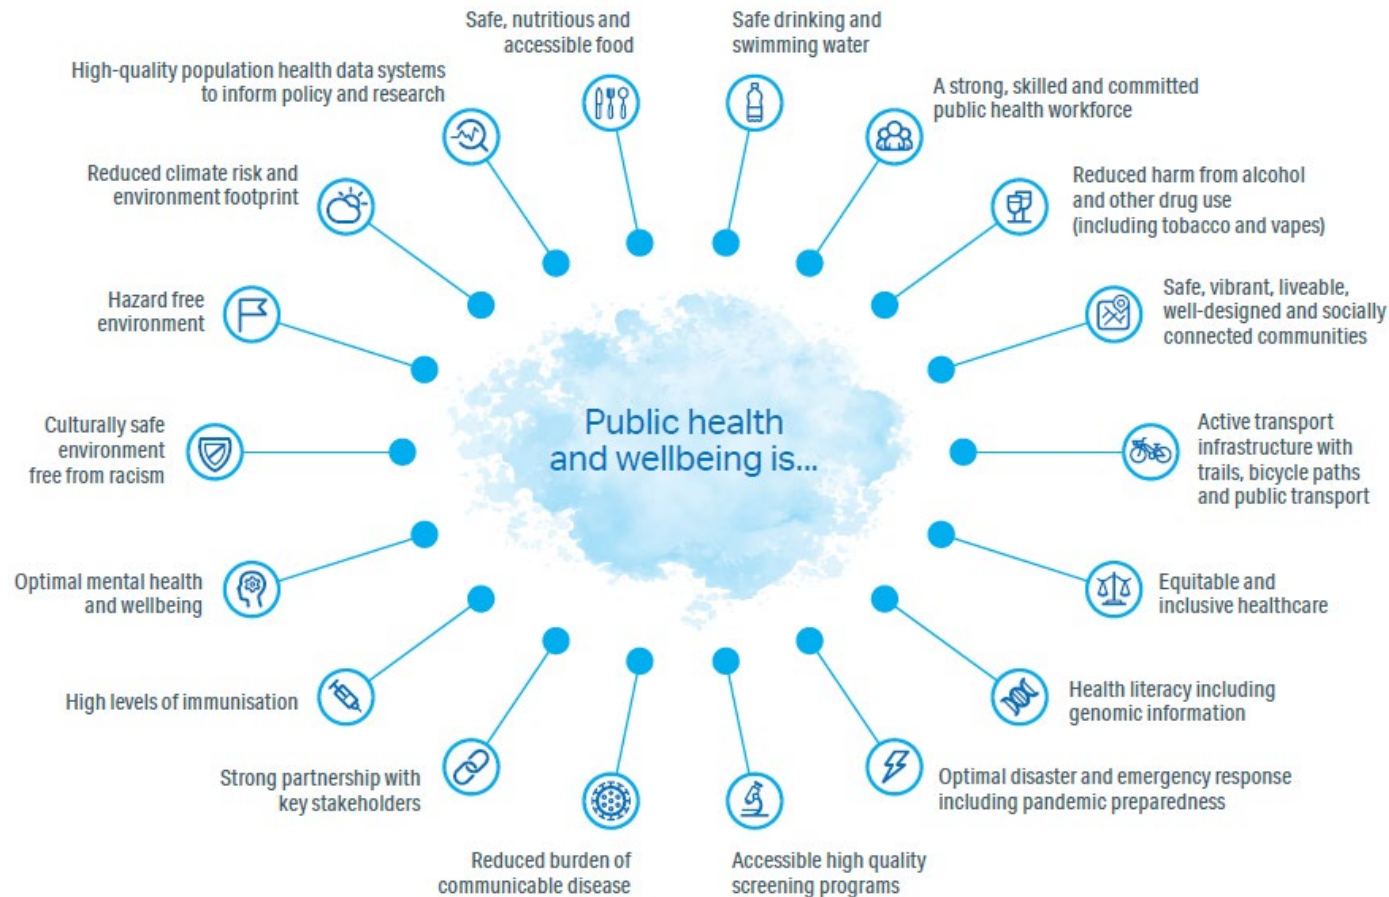 Safe, nutritious and
accessible food
Safe drinking and
swimming water
High-quality population health data systems
to inform policy and research
A strong, skilled and committed
public health workforce
Reduced climate risk and
environment footprint
Reduced harm from alcohol
and other drug use
(including tobacco and vapes)
Hazard free
environment
Safe, vibrant, liveable,
well-designed and socially
connected communities
Public health
and wellbeing is...
Culturally safe
environment
free from racism
Active transport
infrastructure with
trails, bicycle paths
and public transport
Optimal mental health
and wellbeing
Equitable and
inclusive healthcare
High levels of immunisation
Health literacy including
genomic information
Strong partnership with
key stakeholders
Optimal disaster and emergency response
including pandemic preparedness
Reduced burden of
communicable disease
Accessible high quality
screening programs